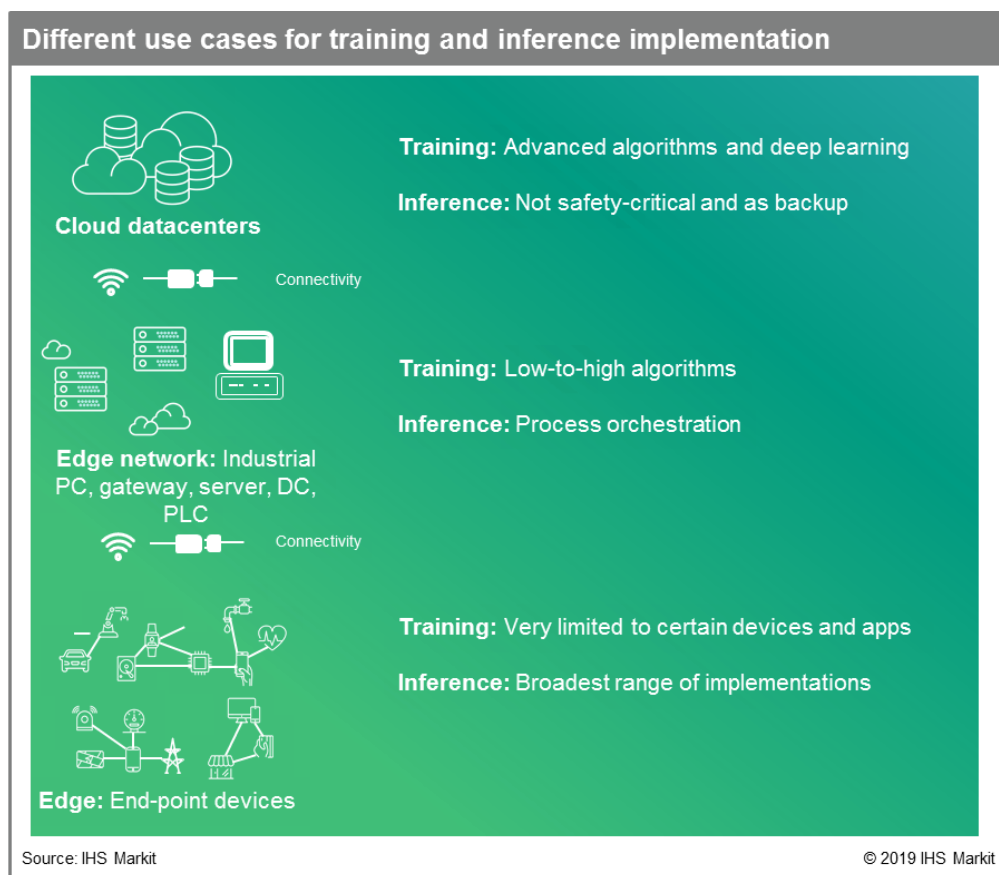 Different use cases for training and inference implementation
Training: Advanced algorithms and deep learning
Inference: Not safety-critical and as backup
Cloud datacenters
Connectivity
Training: Low-to-high algorithms
Inference: Process orchestration
Edge network: Industrial
PC, gateway, server, DC,
PLC
Connectivity
Training: Very limited to certain devices and apps
Inference: Broadest range of implementations
Edge: End-point devices
Source: IHS Markit
© 2019 IHS Markit